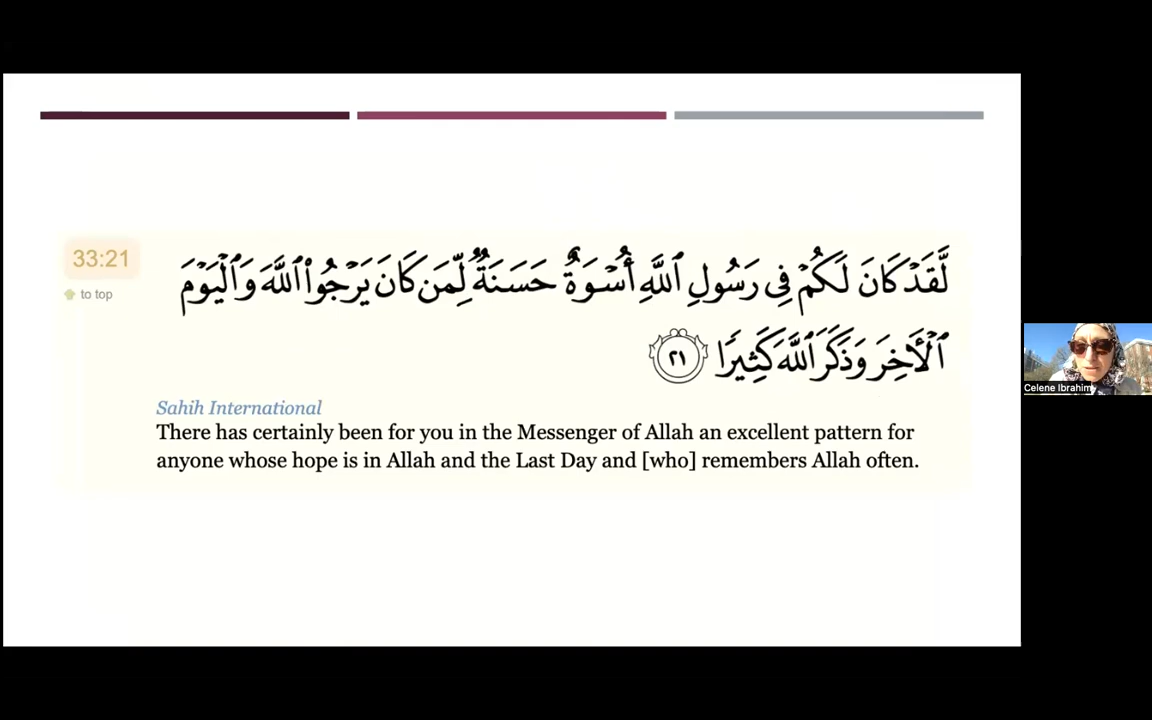 33:21
to top
لَّقَدْ كَانَ لَكُمْ فِى رَسُولِ ٱللَّهِ أُسْوَةٌ حَسَنَةٌ لِّمَن كَانَ يَرْجُوا۟ ٱللَّهَ وَٱلْيَوْمَ
ٱلْـَٔاخِرَ وَذَكَرَ ٱللَّهَ كَثِيرًا ٢١
Sahih International
There has certainly been for you in the Messenger of Allah an excellent pattern for
anyone whose hope is in Allah and the Last Day and [who] remembers Allah often.
Celene Ibrahim